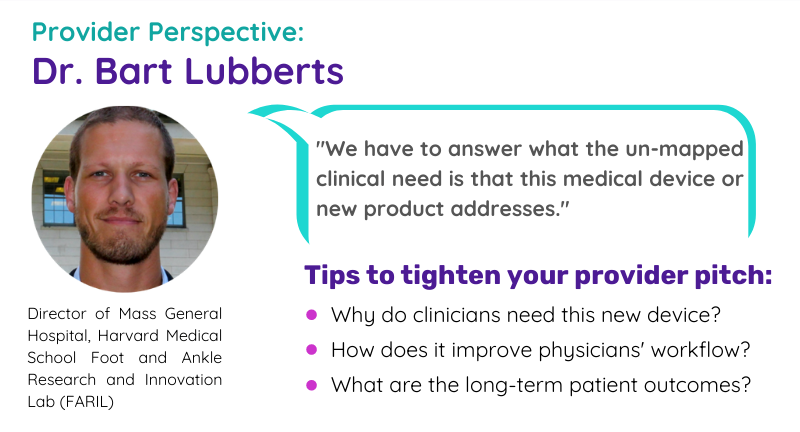 Provider Perspective:
Dr. Bart Lubberts
"We have to answer what the un-mapped
clinical need is that this medical device or
new product addresses."
Tips to tighten your provider pitch:
Why do clinicians need this new device?
How does it improve physicians' workflow?
What are the long-term patient outcomes?
Director of Mass General
Hospital, Harvard Medical
School Foot and Ankle
Research and Innovation
Lab (FARIL)